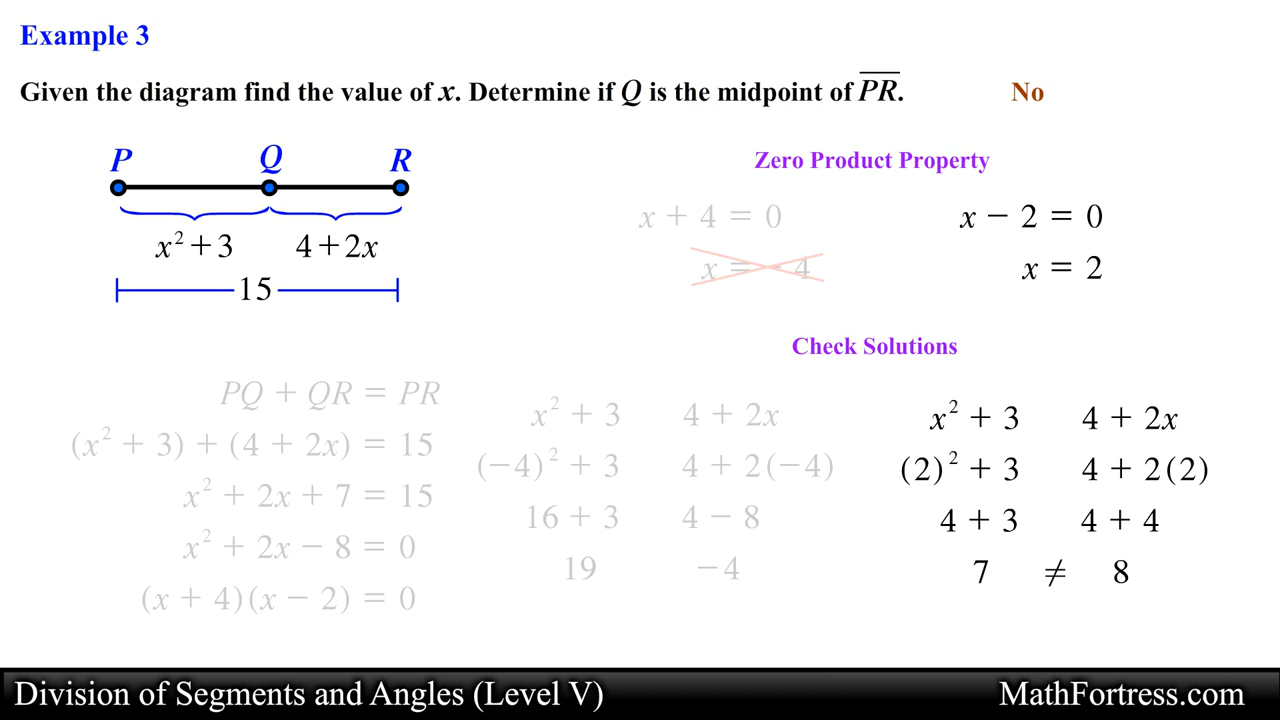 Example 3
Given the diagram find the value of x. Determine if Q is the midpoint of P̅R̅. No
P Q R
x² + 3 4 + 2x
15
Zero Product Property
x + 4 = 0 x − 2 = 0
x = − 4 x = 2
Check Solutions
PQ + QR = PR
(x² + 3) + (4 + 2x) = 15
x² + 2x + 7 = 15
x² + 2x − 8 = 0
(x + 4)(x − 2) = 0
x² + 3 4 + 2x
(−4)² + 3 4 + 2(−4)
16 + 3 4 − 8
19 −4
x² + 3 4 + 2x
(2)² + 3 4 + 2(2)
4 + 3 4 + 4
7 ≠ 8
Division of Segments and Angles (Level V) MathFortress.com